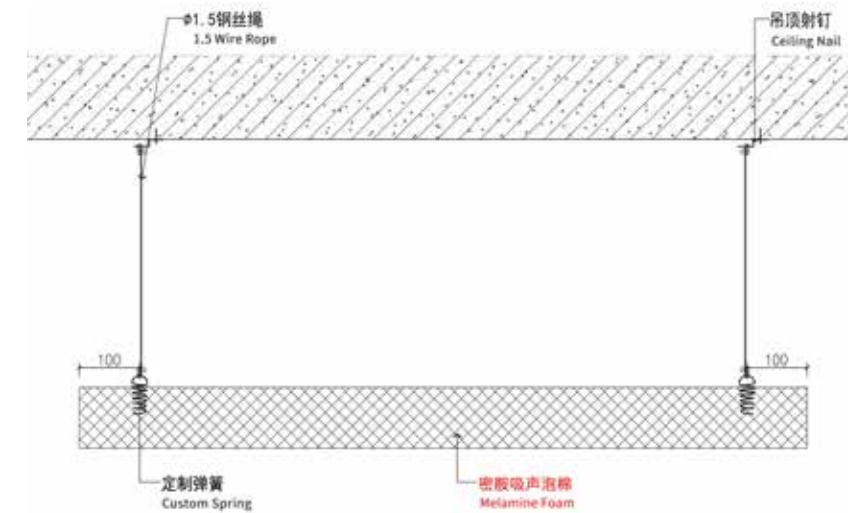 ϕ1.5钢丝绳
1.5 Wire Rope
吊顶射钉
Ceiling Nail
100
100
定制弹簧
Custom Spring
密胺吸声泡棉
Melamine Foam